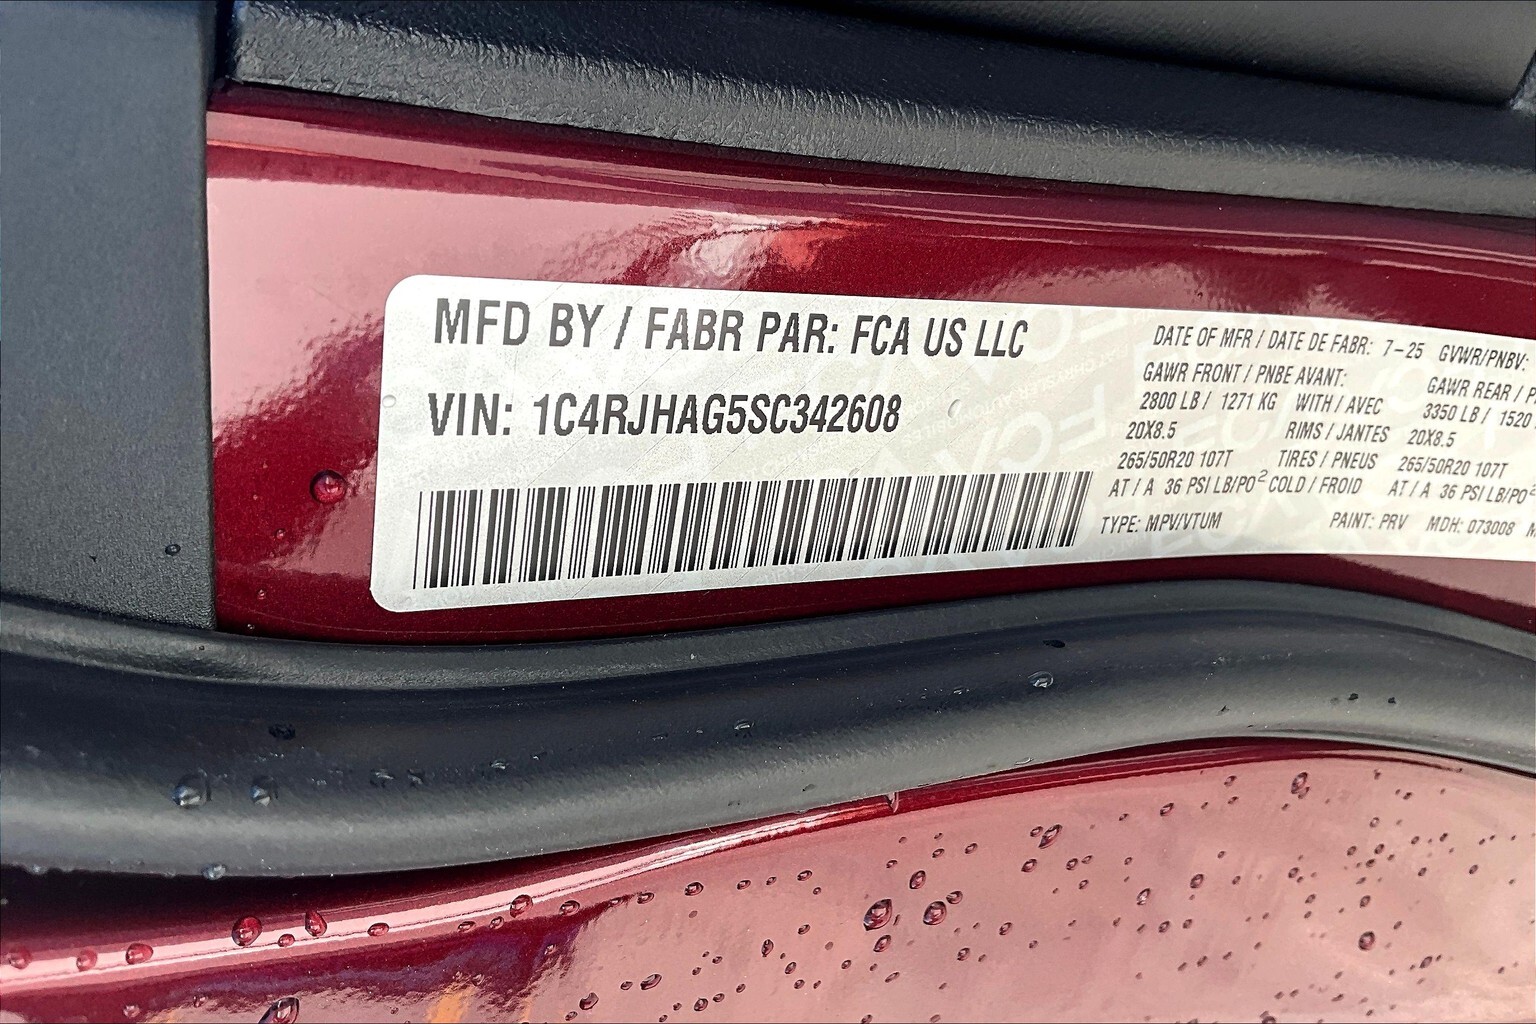 MFD BY / FABR PAR: FCA US LLC
VIN: 1C4RJHAG5SC342608
DATE OF MFR / DATE DE FABR: 7-25 GVWR/PNBV:
GAWR FRONT / PNBE AVANT: GAWR REAR /
2800 LB / 1271 KG WITH / AVEC 3350 LB / 1520
20X8.5 RIMS / JANTES 20X8.5
265/50R20 107T TIRES / PNEUS 265/50R20 107T
AT / A 36 PSI LB/PO² COLD / FROID AT / A 36 PSI LB/PO²
TYPE: MPV/VTUM PAINT: PRV MDH: 073008